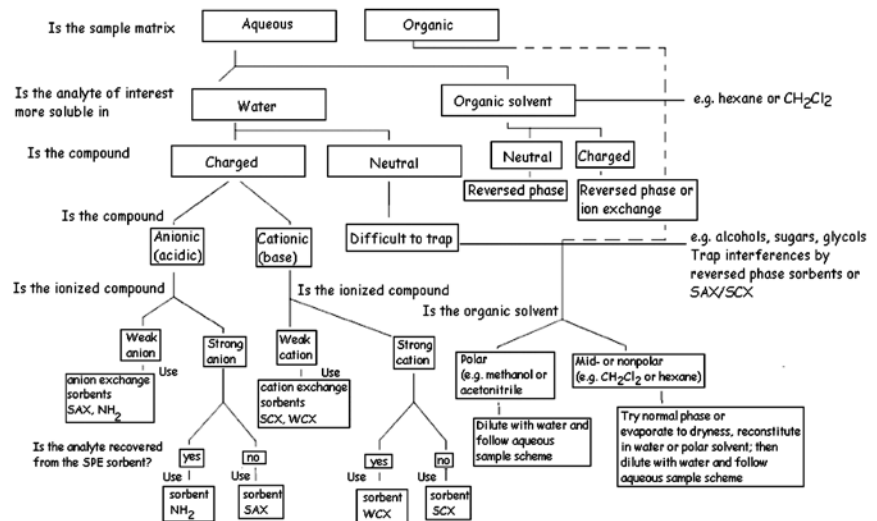 Is the sample matrix
Aqueous
Organic
Is the analyte of interest
more soluble in
Water
Organic solvent
e.g. hexane or CH2Cl2
Is the compound
Charged
Neutral
Neutral
Charged
Reversed phase
Reversed phase or
ion exchange
Is the compound
Anionic
(acidic)
Cationic
(base)
Difficult to trap
e.g. alcohols, sugars, glycols
Trap interferences by
reversed phase sorbents or
SAX/SCX
Is the ionized compound
Is the ionized compound
Is the organic solvent
Weak
anion
Use
Strong
anion
Weak
cation
Use
Strong
cation
Polar
(e.g. methanol or
acetonitrile
Mid- or nonpolar
(e.g. CH2Cl2 or hexane)
anion exchange
sorbents
SAX, NH2
cation exchange
sorbents
SCX, WCX
Dilute with water and
follow aqueous
sample scheme
Try normal phase or
evaporate to dryness, reconstitute
in water or polar solvent; then
dilute with water and follow
aqueous sample scheme
Is the analyte recovered
from the SPE sorbent?
yes
no
yes
no
Use
Use
Use
Use
sorbent
NH2
sorbent
SAX
sorbent
WCX
sorbent
SCX